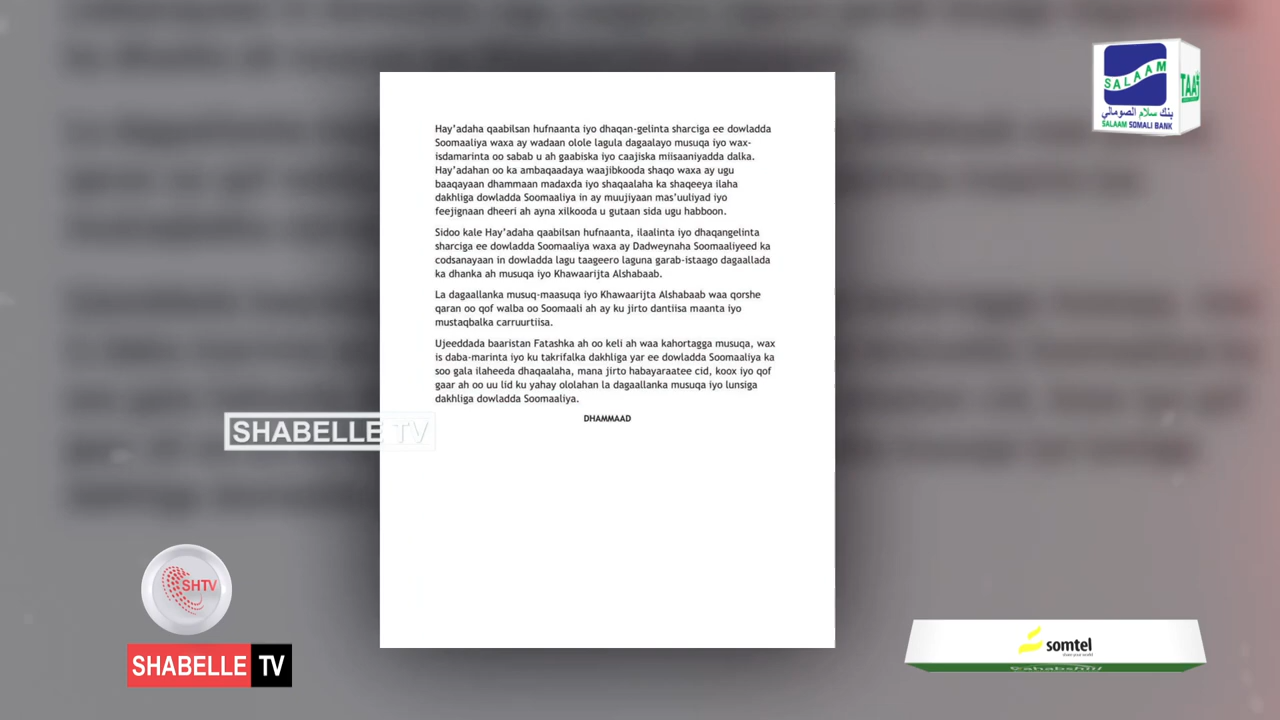 SALAAM
TAAJ
بنك سلام الصومالي
SALAAM SOMALI BANK
Hay’adaha qaabilsan hufnaanta iyo dhaqan-gelinta sharciga ee dowladda
Soomaaliya waxa ay wadaan olole lagula dagaalayo musuqa iyo wax-
isdamarinta oo sabab u ah gaabiska iyo caajiska miisaaniyadda dalka.
Hay’adahan oo ka ambaqaadaya waajibkooda shaqo waxa ay ugu
baaqayaan dhammaan madaxda iyo shaqaalaha ka shaqeeya ilaha
dakhliga dowladda Soomaaliya in ay muujiyaan mas’uuliyad iyo
feejignaan dheeri ah ayna xilkooda u gutaan sida ugu habboon.
Sidoo kale Hay’adaha qaabilsan hufnaanta, ilaalinta iyo dhaqangelinta
sharciga ee dowladda Soomaaliya waxa ay Dadweynaha Soomaaliyeed ka
codsanayaan in dowladda lagu taageero laguna garab-istaago dagaallada
ka dhanka ah musuqa iyo Khawaarijta Alshabaab.
La dagaallanka musuq-maasuqa iyo Khawaarijta Alshabaab waa qorshe
qaran oo qof walba oo Soomaali ah ay ku jirto dantiisa maanta iyo
mustaqbalka carruurtiisa.
Ujeeddada baaristan Fatashka ah oo keli ah waa kahortagga musuqa, wax
is daba-marinta iyo ku takrifalka dakhliga yar ee dowladda Soomaaliya ka
soo gala ilaheeda dhaqaalaha, mana jirto habayaraatee cid, koox iyo qof
gaar ah oo uu lid ku yahay ololahan la dagaallanka musuqa iyo lunsiga
dakhliga dowladda Soomaaliya.
DHAMMAAD
SHABELLE TV
SHTV
SHABELLE TV
somtel